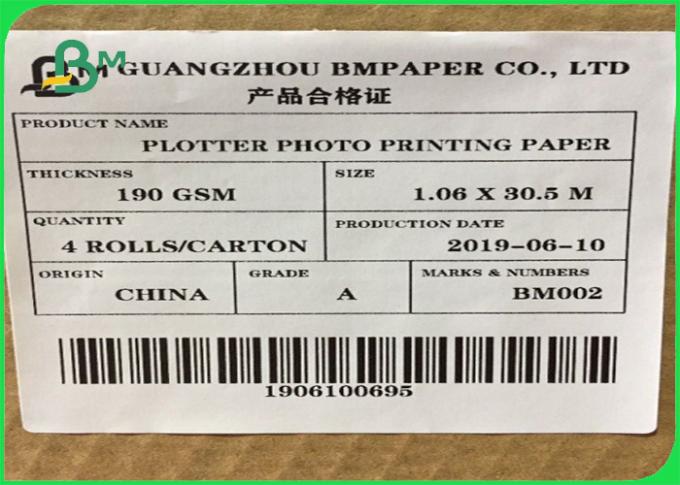 BM
BM GUANGZHOU BMPAPER CO., LTD
产品合格证
PRODUCT NAME
PLOTTER PHOTO PRINTING PAPER
THICKNESS
190 GSM
SIZE
1.06 X 30.5 M
QUANTITY
4 ROLLS/CARTON
PRODUCTION DATE
2019-06-10
ORIGIN
CHINA
GRADE
A
MARKS & NUMBERS
BM002
1906100695